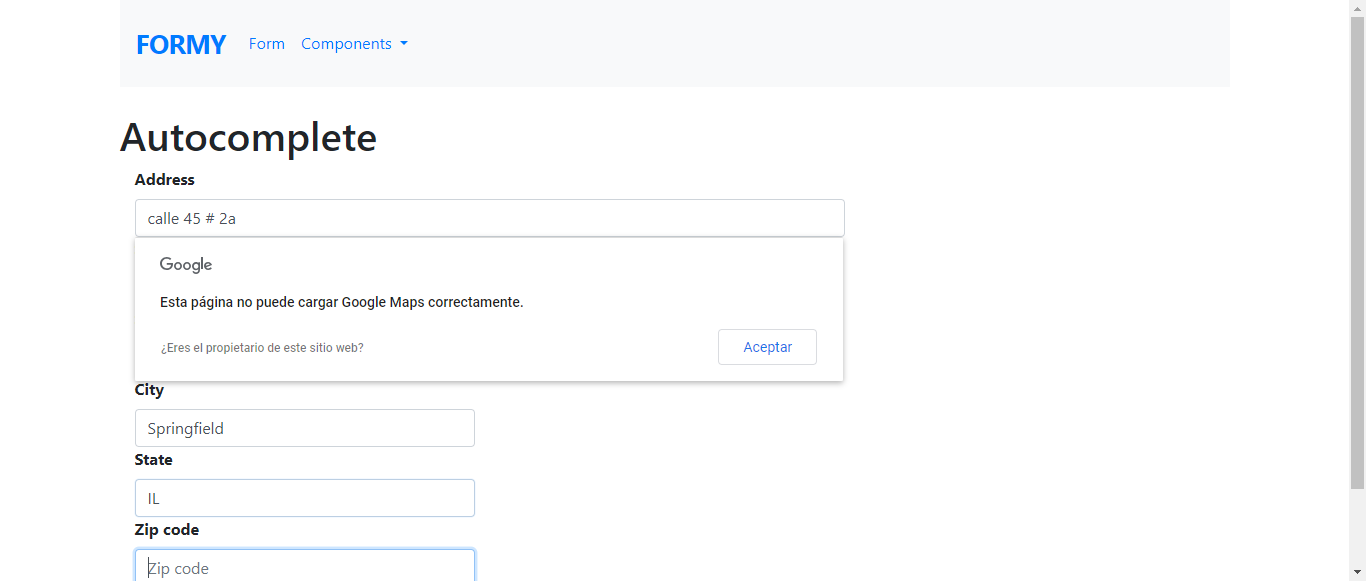 FORMY Form Components
Autocomplete
Address
calle 45 # 2a
Google
Esta página no puede cargar Google Maps correctamente.
¿Eres el propietario de este sitio web? Aceptar
City
Springfield
State
IL
Zip code
Zip code